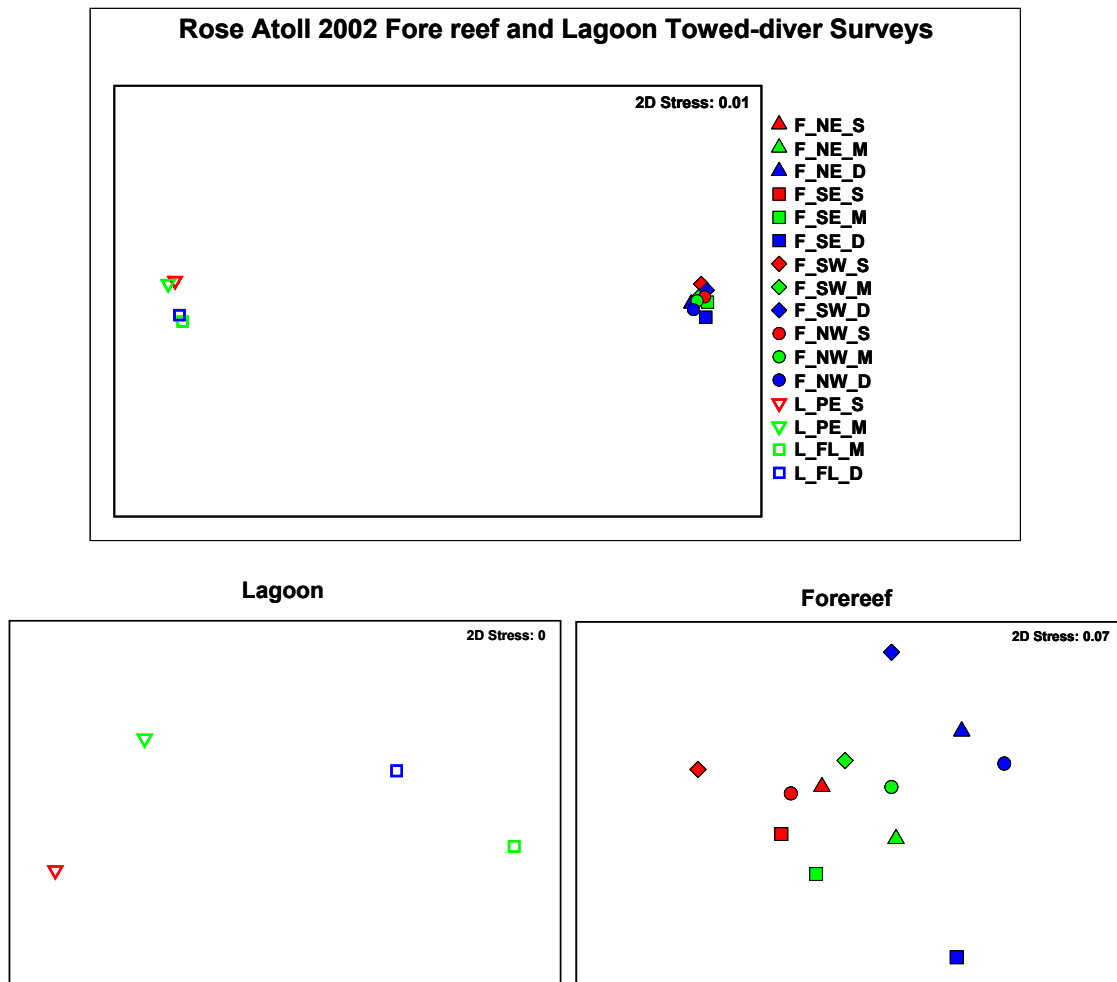 Rose Atoll 2002 Fore reef and Lagoon Towed-diver Surveys
2D Stress: 0.01
F_NE_S
F_NE_M
F_NE_D
F_SE_S
F_SE_M
F_SE_D
F_SW_S
F_SW_M
F_SW_D
F_NW_S
F_NW_M
F_NW_D
L_PE_S
L_PE_M
L_FL_M
L_FL_D
Lagoon
2D Stress: 0
Forereef
2D Stress: 0.07